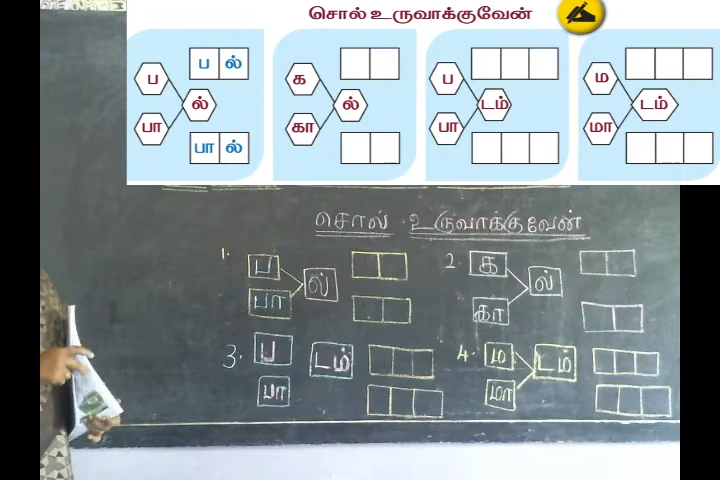 சொல் உருவாக்குவேன்
ப ப ல் க ப ம
ல் ல் டம் டம்
பா பா ல் கா பா மா
சொல் உருவாக்குவேன்
1. ப ல் 2. க ல்
பா கா
3. ப டம் 4. ம டம்
பா மா